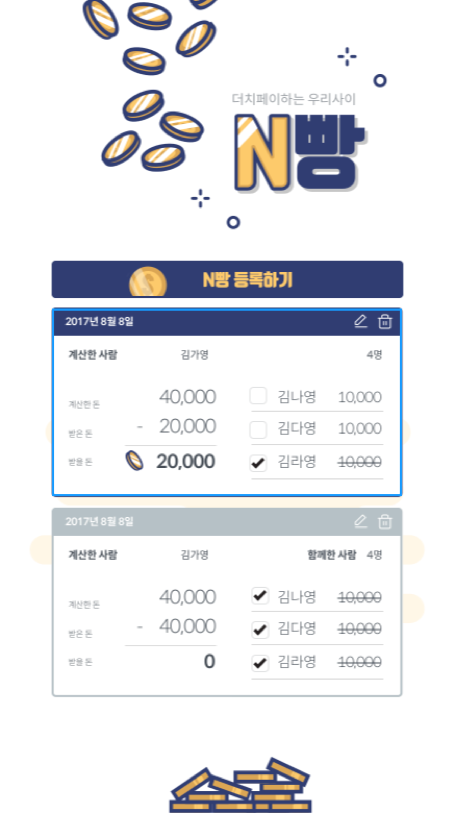 더치페이하는 우리사이
N빵
N빵 등록하기
2017년 8월 8일
계산한 사람 김가영 4명
계산한 돈 40,000
받은 돈 - 20,000
받을 돈 20,000
김나영 10,000
김다영 10,000
김라영 10,000
2017년 8월 8일
계산한 사람 김가영 함께한 사람 4명
계산한 돈 40,000
받은 돈 - 40,000
받을 돈 0
김나영 10,000
김다영 10,000
김라영 10,000